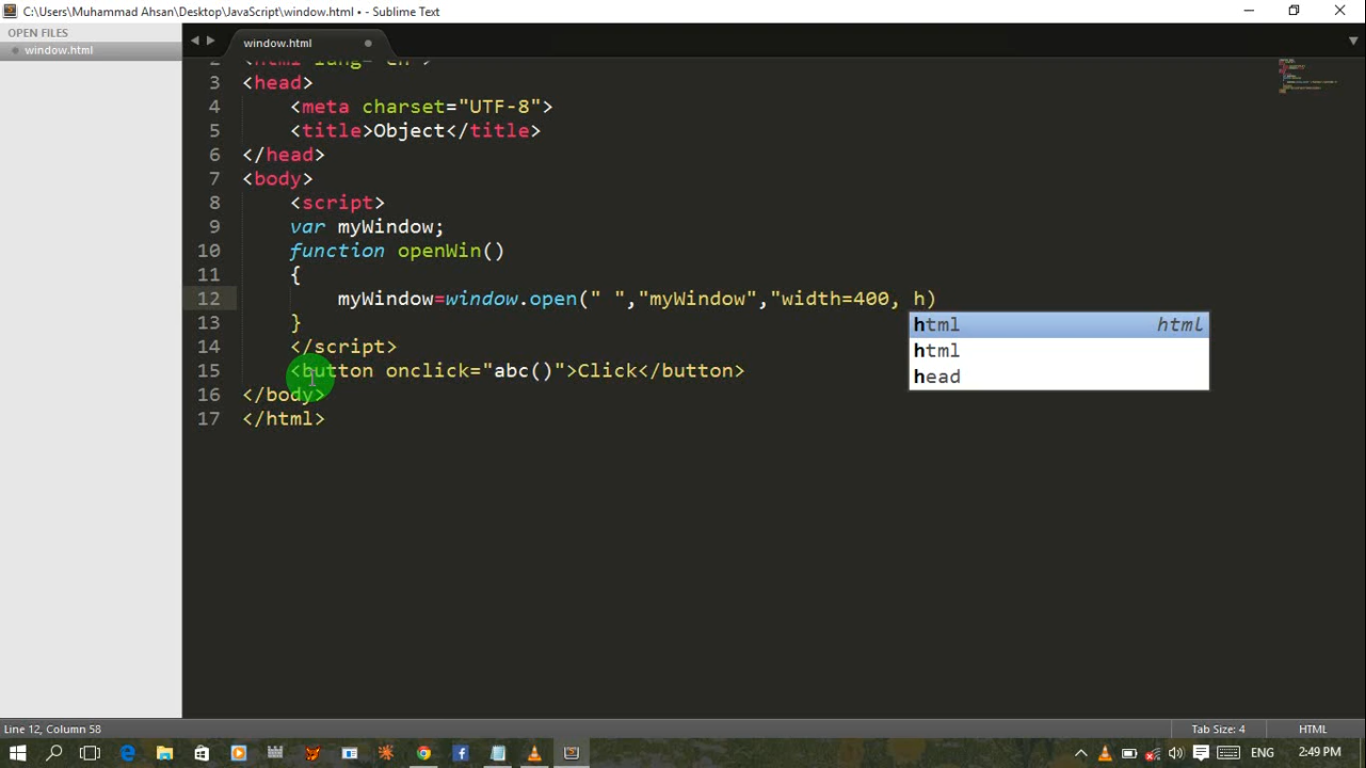 C:\Users\Muhammad Ahsan\Desktop\JavaScript\window.html • - Sublime Text
OPEN FILES
window.html
window.html
2 <html lang="en">
3 <head>
4 <meta charset="UTF-8">
5 <title>Object</title>
6 </head>
7 <body>
8 <script>
9 var myWindow;
10 function openWin()
11 {
12 myWindow=window.open(" ","myWindow","width=400, h)
13 }
html html
14 </script>
html
15 <button onclick="abc()">Click</button>
head
16 </body>
17 </html>
Line 12, Column 58
Tab Size: 4
HTML
ENG
2:49 PM